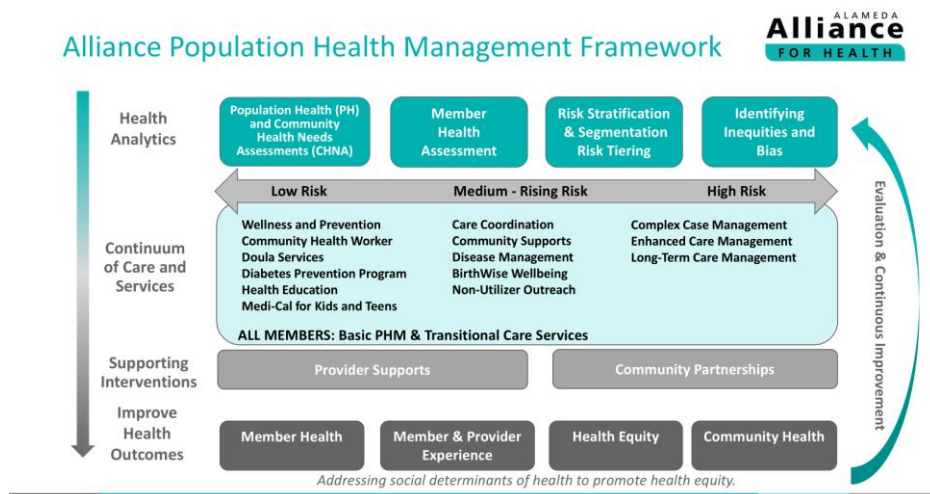 Alliance Population Health Management Framework
ALAMEDA
Alliance
FOR HEALTH
Health
Analytics
Population Health (PH)
and Community
Health Needs
Assessments (CHNA)
Member
Health
Assessment
Risk Stratification
& Segmentation
Risk Tiering
Identifying
Inequities and
Bias
Low Risk
Medium - Rising Risk
High Risk
Continuum
of Care and
Services
Wellness and Prevention
Community Health Worker
Doula Services
Diabetes Prevention Program
Health Education
Medi-Cal for Kids and Teens
Care Coordination
Community Supports
Disease Management
BirthWise Wellbeing
Non-Utilizer Outreach
Complex Case Management
Enhanced Care Management
Long-Term Care Management
ALL MEMBERS: Basic PHM & Transitional Care Services
Supporting
Interventions
Provider Supports
Community Partnerships
Improve
Health
Outcomes
Member Health
Member & Provider
Experience
Health Equity
Community Health
Evaluation & Continuous Improvement
Addressing social determinants of health to promote health equity.